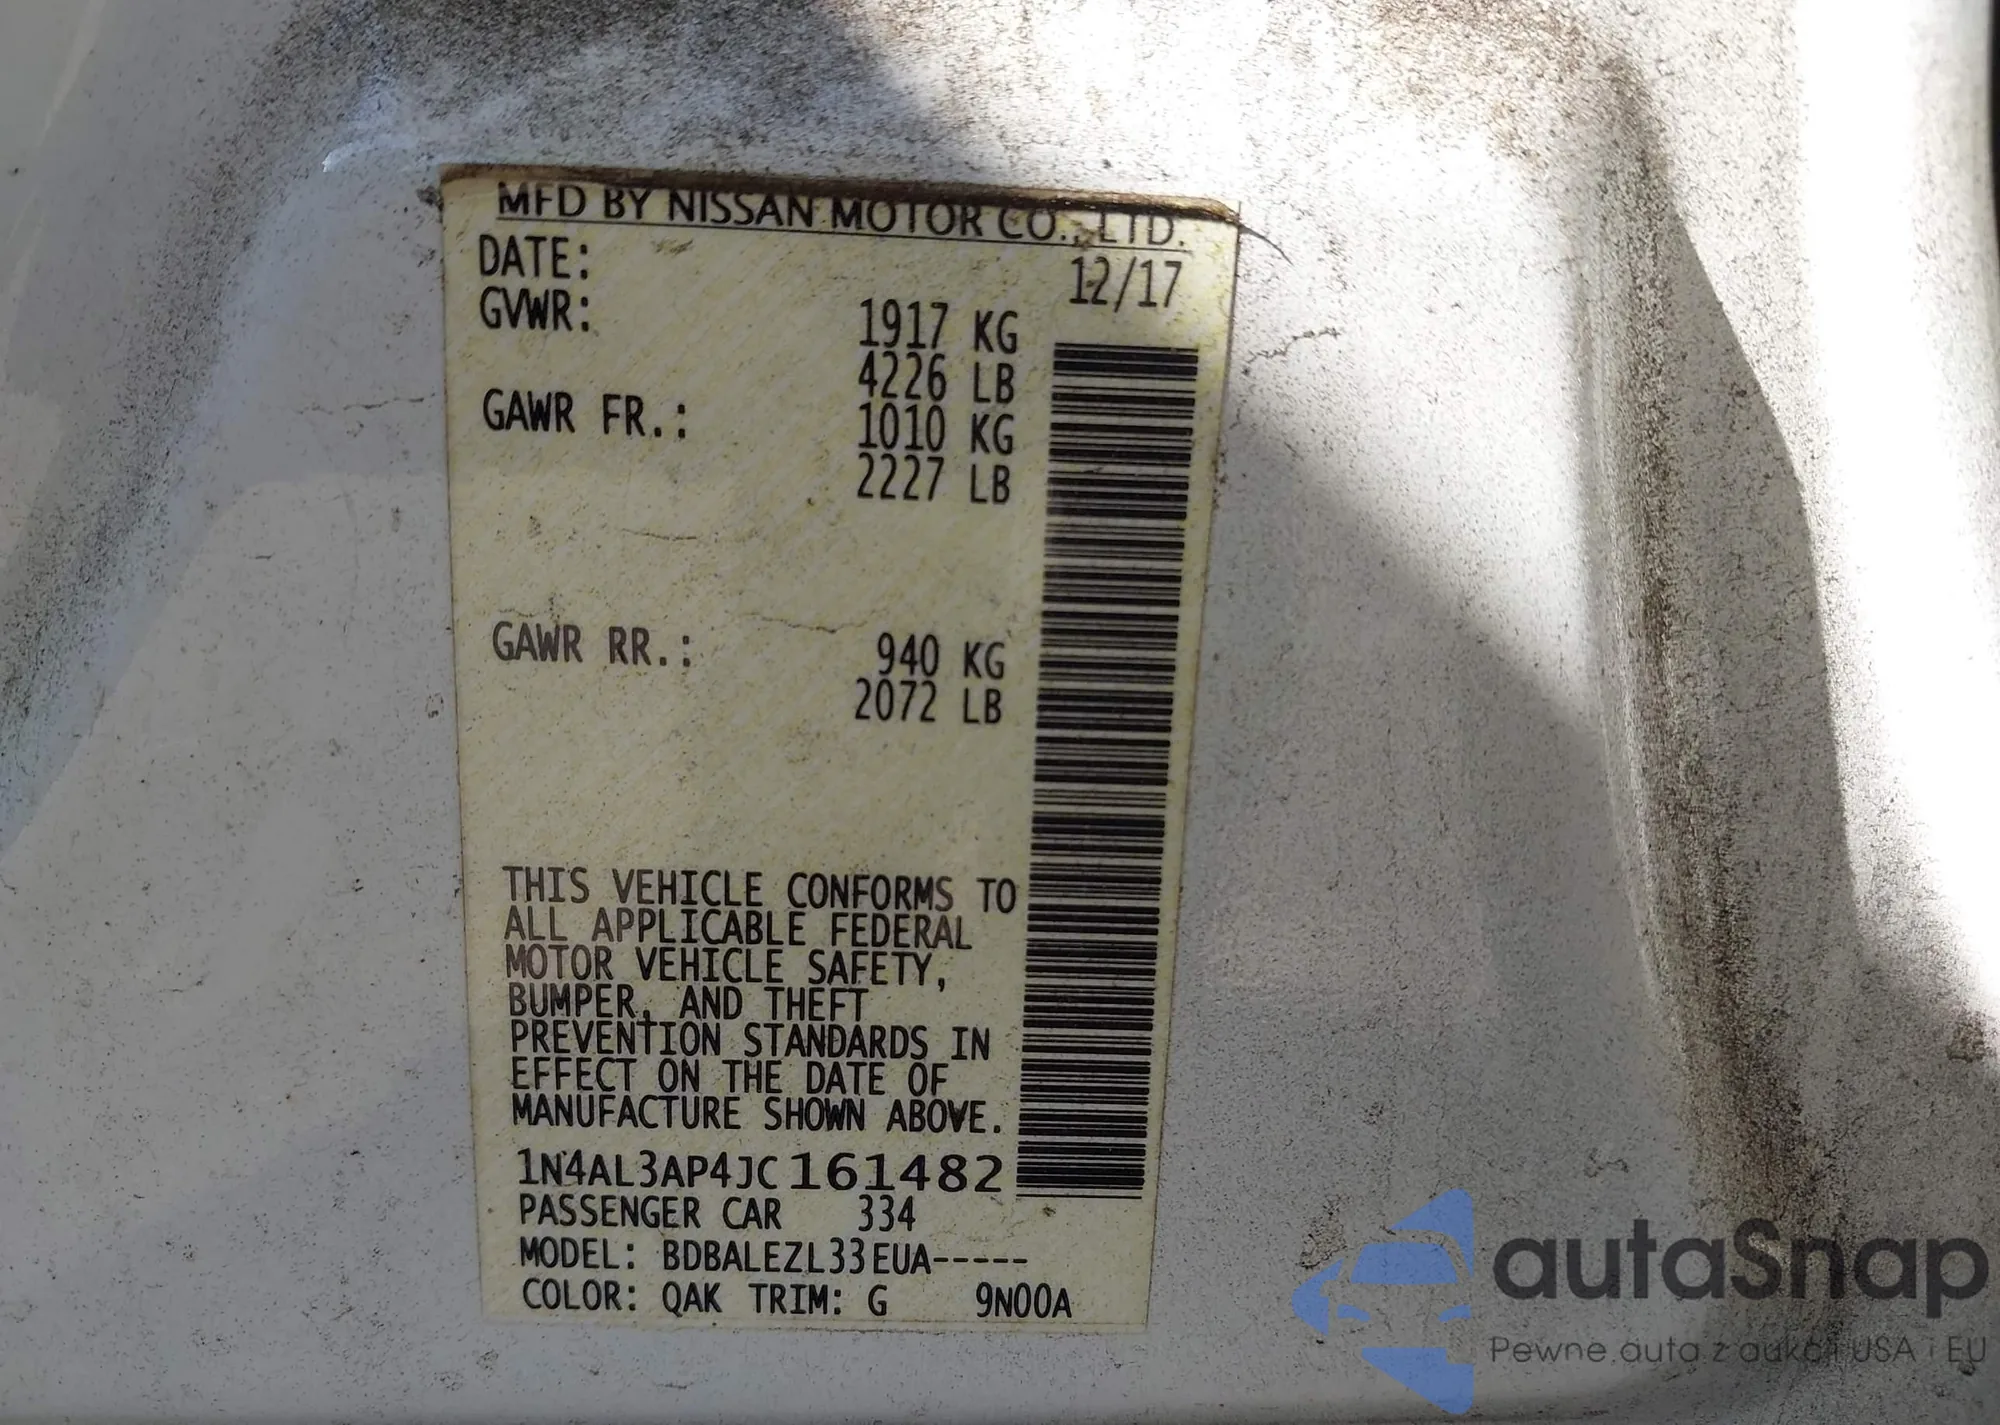 MFD BY NISSAN MOTOR CO., LTD.
DATE: 12/17
GVWR: 1917 KG
4226 LB
GAWR FR.: 1010 KG
2227 LB
GAWR RR.: 940 KG
2072 LB
THIS VEHICLE CONFORMS TO
ALL APPLICABLE FEDERAL
MOTOR VEHICLE SAFETY,
BUMPER, AND THEFT
PREVENTION STANDARDS IN
EFFECT ON THE DATE OF
MANUFACTURE SHOWN ABOVE.
1N4AL3AP4JC161482
PASSENGER CAR 334
MODEL: BDBALEZL33EUA-----
COLOR: QAK TRIM: G 9N00A
autaSnap
Pewne auta z aukcji USA i EU